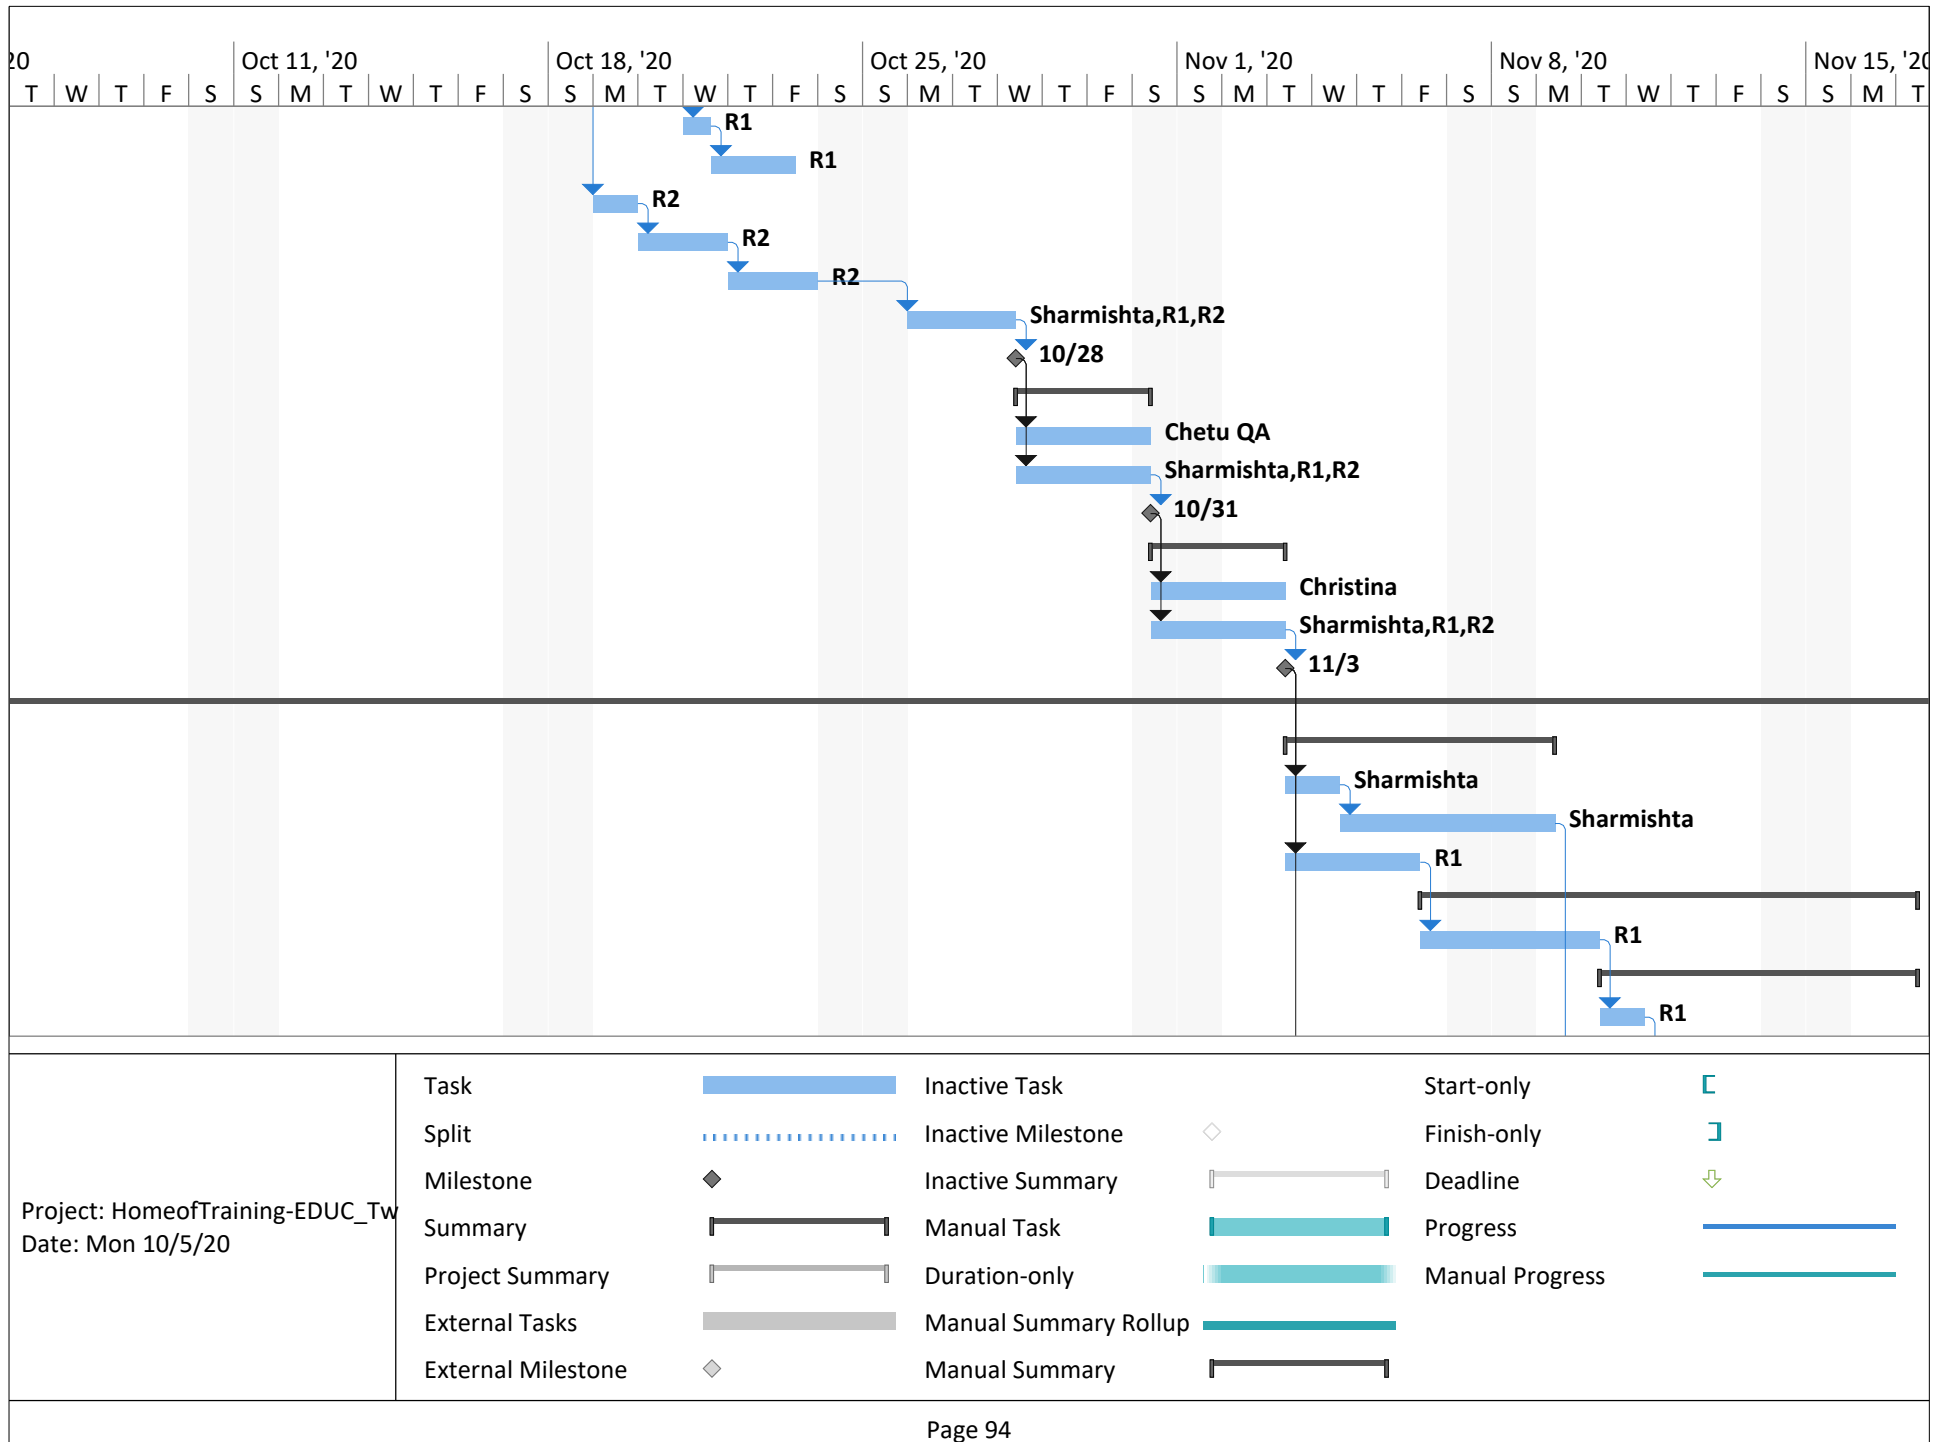 20 Oct 11, '20 Oct 18, '20 Oct 25, '20 Nov 1, '20 Nov 8, '20 Nov 15, '20
T W T F S S M T W T F S S M T W T F S S M T W T F S S M T W T F S S M T W T F S S M T
R1
R1
R2
R2
R2
Sharmishta,R1,R2
10/28
Chetu QA
Sharmishta,R1,R2
10/31
Christina
Sharmishta,R1,R2
11/3
Sharmishta
Sharmishta
R1
R1
R1
Project: HomeofTraining-EDUC_Tw
Date: Mon 10/5/20
Task
Split
Milestone
Summary
Project Summary
External Tasks
External Milestone
Inactive Task
Inactive Milestone
Inactive Summary
Manual Task
Duration-only
Manual Summary Rollup
Manual Summary
Start-only
Finish-only
Deadline
Progress
Manual Progress
Page 94